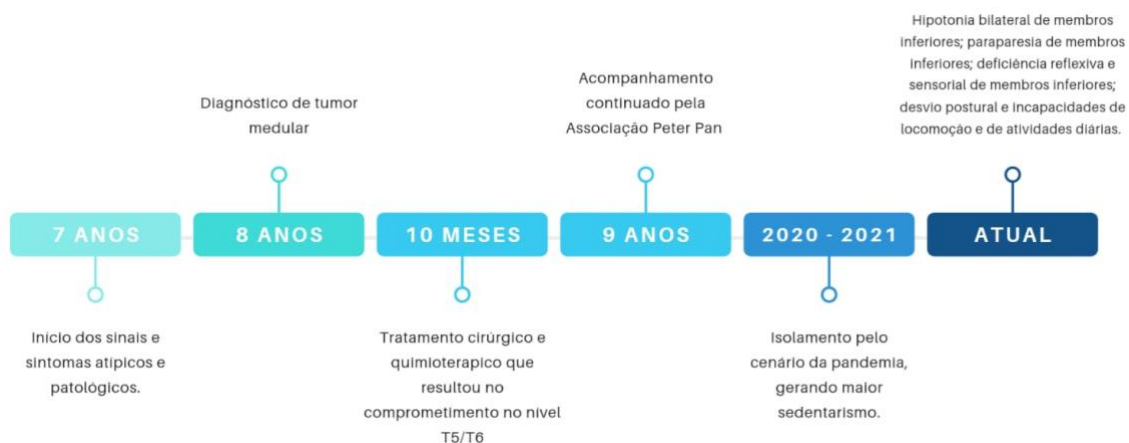 Hipotonia bilateral de membros
inferiores; paraparesia de membros
inferiores; deficiência reflexiva e
sensorial de membros inferiores;
desvio postural e incapacidades de
locomoção e de atividades diárias.
Acompanhamento
continuado pela
Associação Peter Pan
Diagnóstico de tumor
medular
7 ANOS
8 ANOS
10 MESES
9 ANOS
2020 - 2021
ATUAL
Início dos sinais e
sintomas atípicos e
patológicos.
Tratamento cirúrgico e
quimioterapico que
resultou no
comprometimento no nível
T5/T6
Isolamento pelo
cenário da pandemia,
gerando maior
sedentarismo.